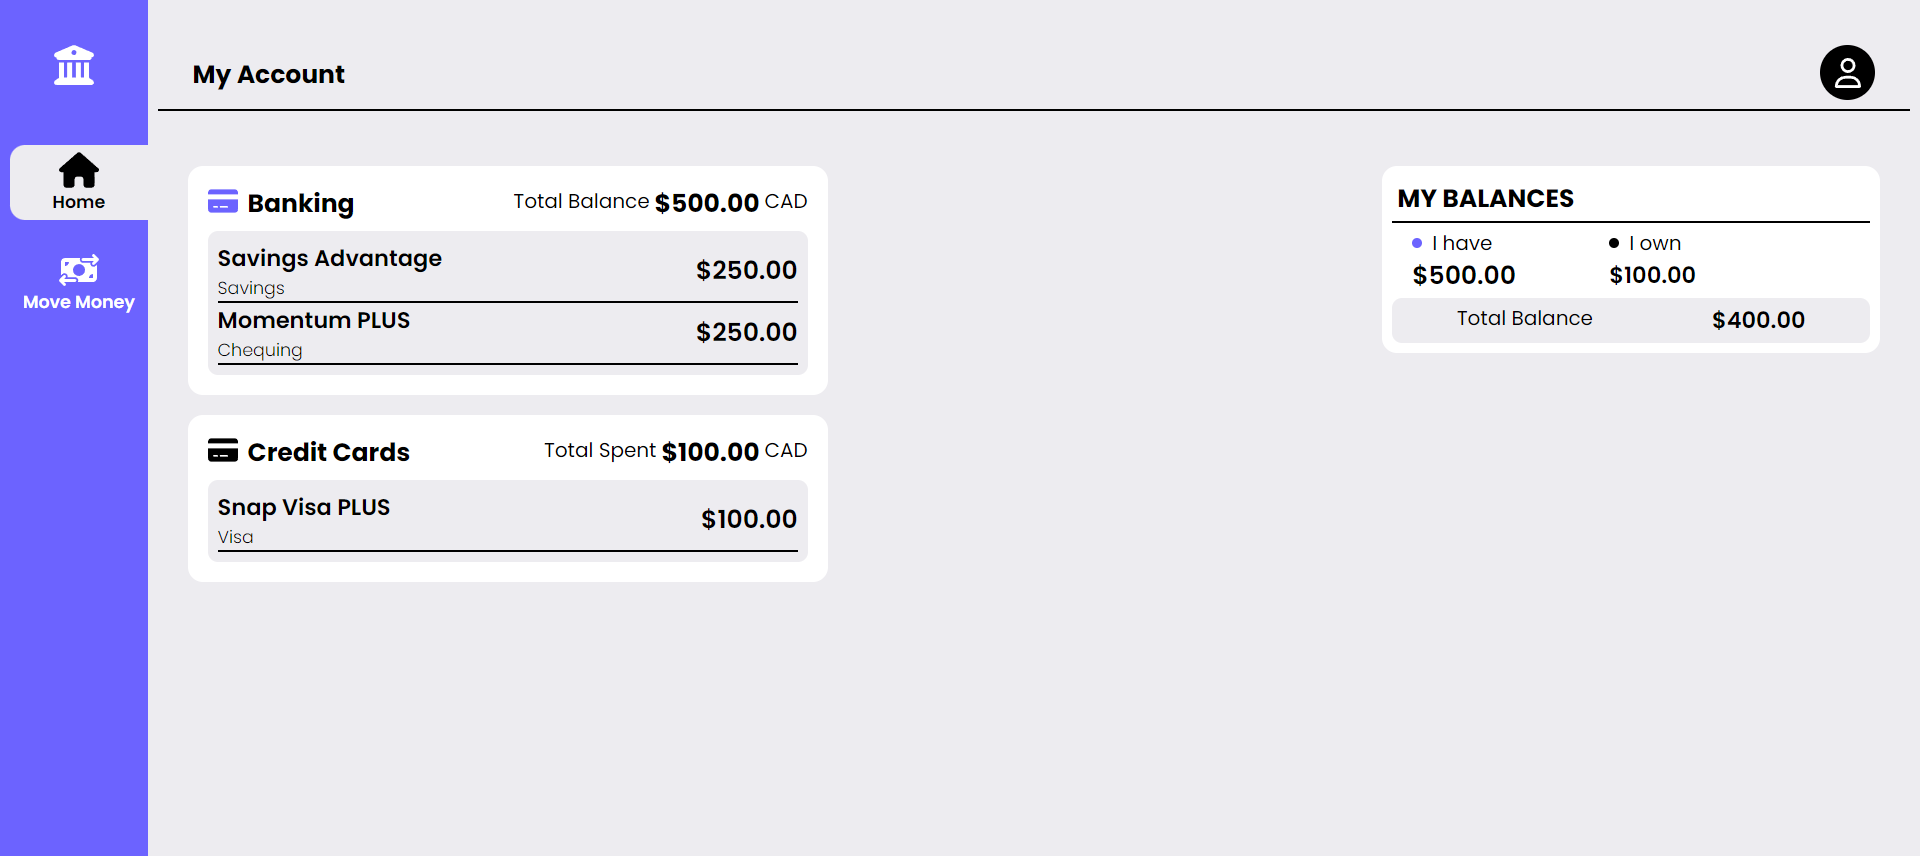 My Account
Home
Move Money
Banking Total Balance $500.00 CAD
Savings Advantage $250.00
Savings
Momentum PLUS $250.00
Chequing
Credit Cards Total Spent $100.00 CAD
Snap Visa PLUS $100.00
Visa
MY BALANCES
I have I own
$500.00 $100.00
Total Balance $400.00